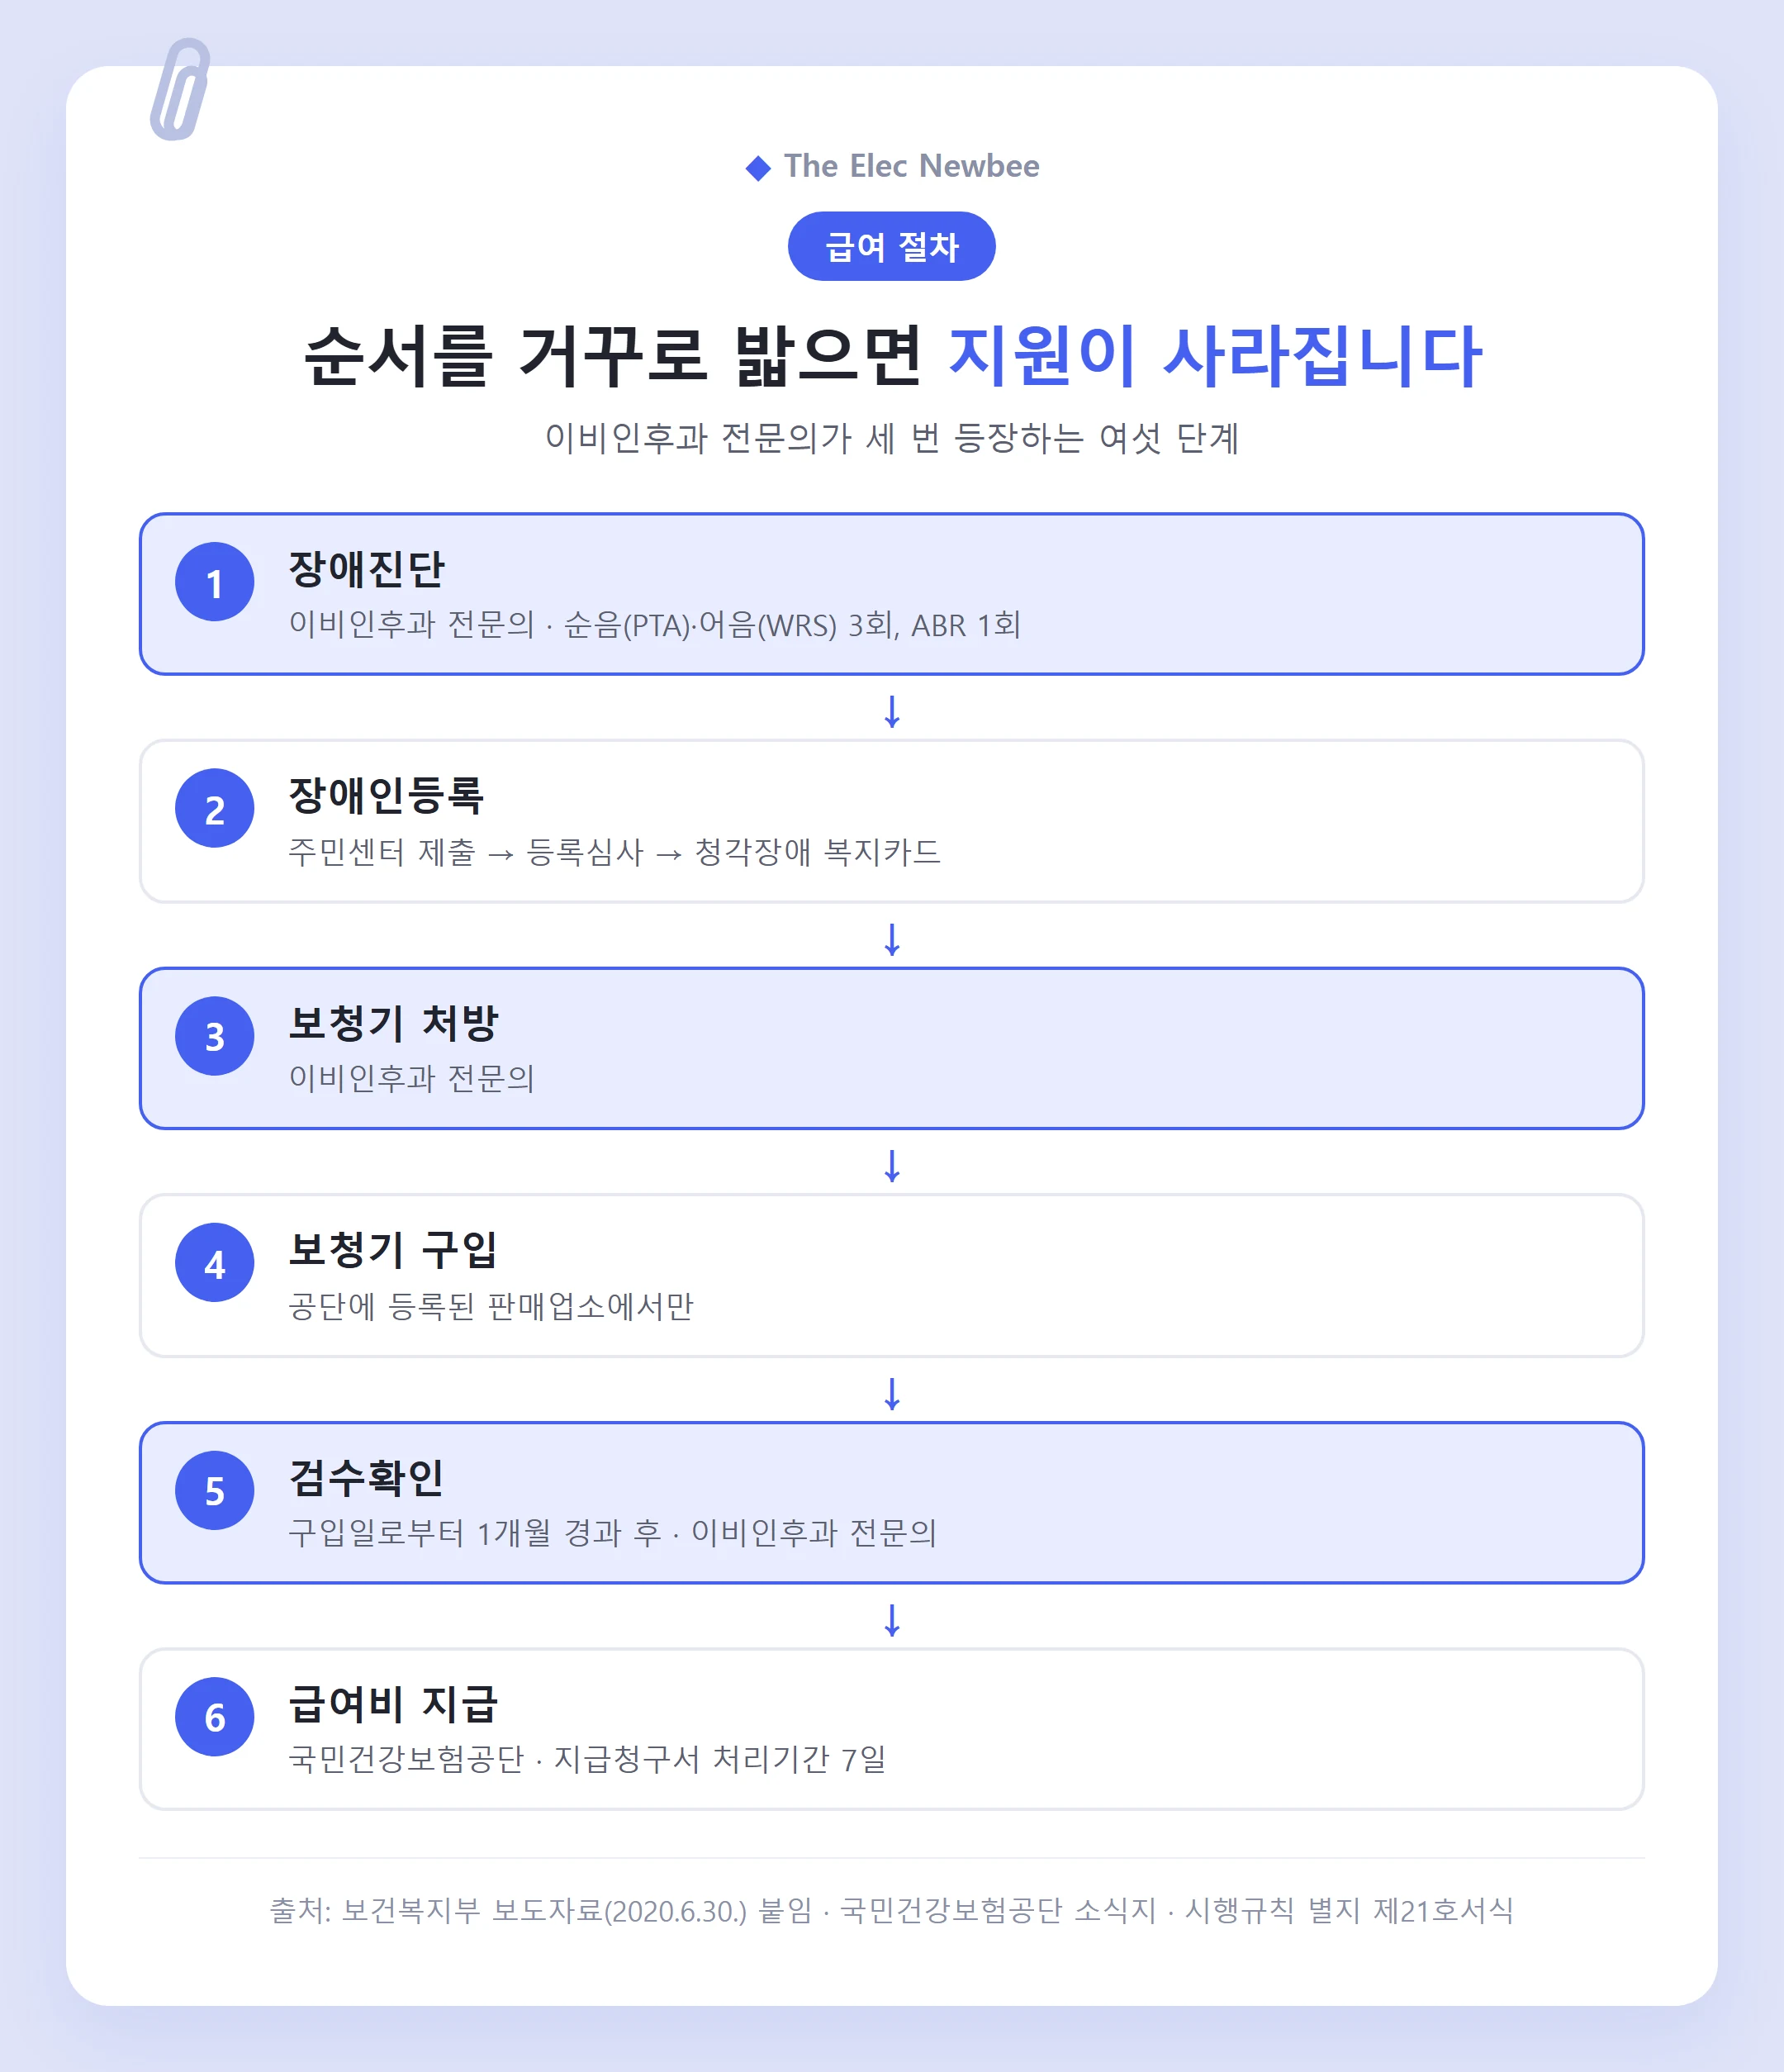 ◆ The Elec Newbee
급여 절차
순서를 거꾸로 밟으면 지원이 사라집니다
이비인후과 전문의가 세 번 등장하는 여섯 단계
1 장애진단
이비인후과 전문의 · 순음(PTA)·어음(WRS) 3회, ABR 1회
↓
2 장애인등록
주민센터 제출 → 등록심사 → 청각장애 복지카드
↓
3 보청기 처방
이비인후과 전문의
↓
4 보청기 구입
공단에 등록된 판매업소에서만
↓
5 검수확인
구입일로부터 1개월 경과 후 · 이비인후과 전문의
↓
6 급여비 지급
국민건강보험공단 · 지급청구서 처리기간 7일
출처: 보건복지부 보도자료(2020.6.30.) 붙임 · 국민건강보험공단 소식지 · 시행규칙 별지 제21호서식